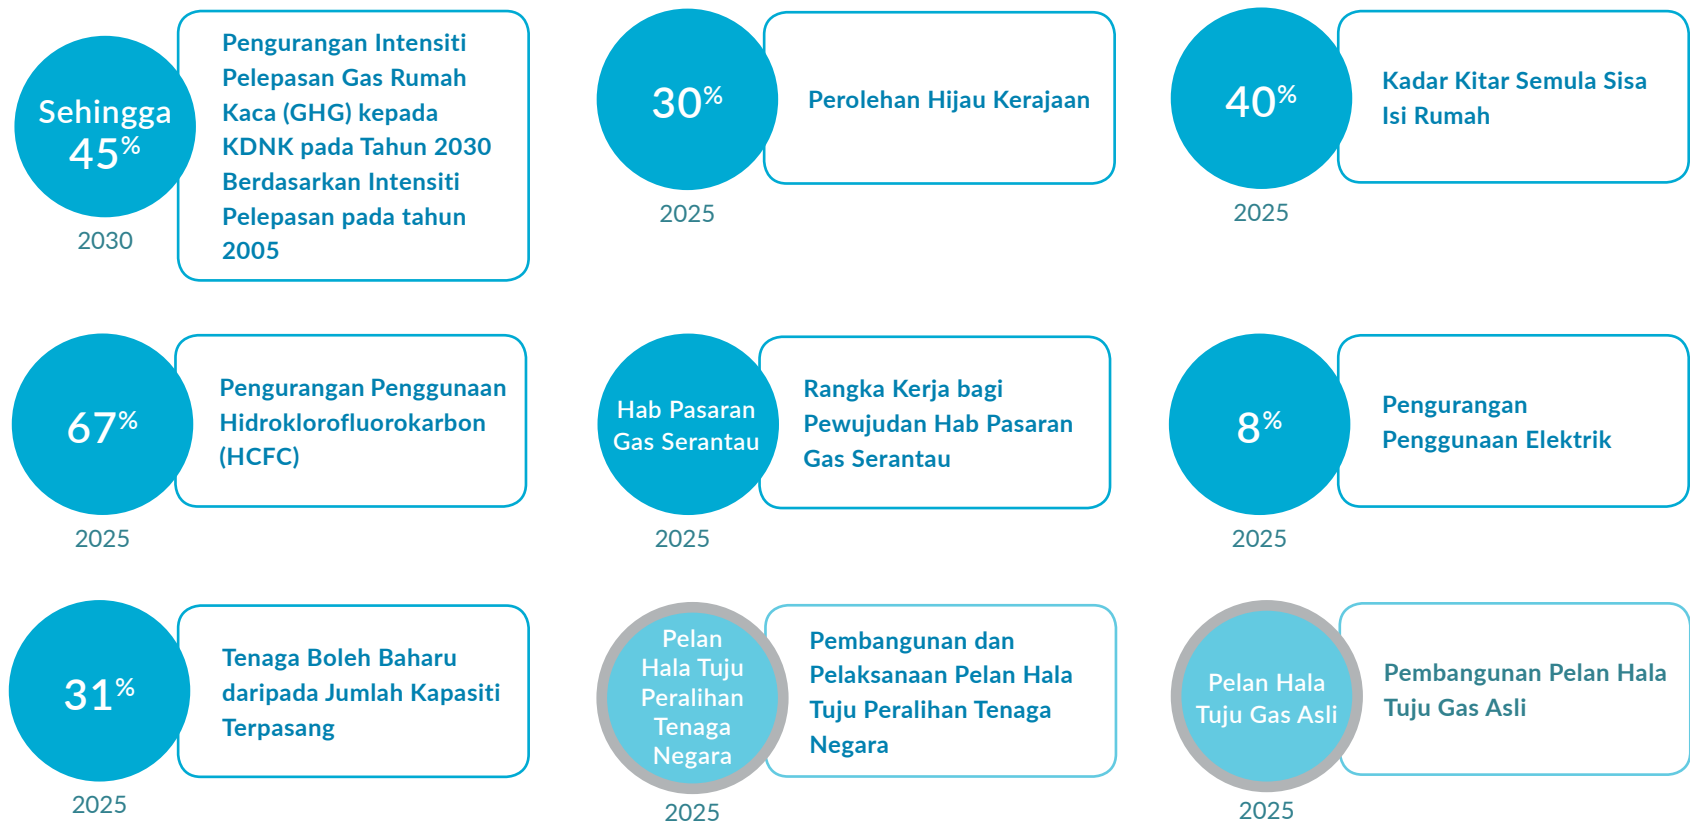 Sehingga
45%
2030
Pengurangan Intensiti
Pelepasan Gas Rumah
Kaca (GHG) kepada
KDNK pada Tahun 2030
Berdasarkan Intensiti
Pelepasan pada tahun
2005
30%
2025
Perolehan Hijau Kerajaan
40%
2025
Kadar Kitar Semula Sisa
Isi Rumah
67%
2025
Pengurangan Penggunaan
Hidroklorofluorokarbon
(HCFC)
Hab Pasaran
Gas Serantau
2025
Rangka Kerja bagi
Pewujudan Hab Pasaran
Gas Serantau
8%
2025
Pengurangan
Penggunaan Elektrik
31%
2025
Tenaga Boleh Baharu
daripada Jumlah Kapasiti
Terpasang
Pelan
Hala Tuju
Peralihan
Tenaga
Negara
2025
Pembangunan dan
Pelaksanaan Pelan Hala
Tuju Peralihan Tenaga
Negara
Pelan Hala
Tuju Gas Asli
2025
Pembangunan Pelan Hala
Tuju Gas Asli